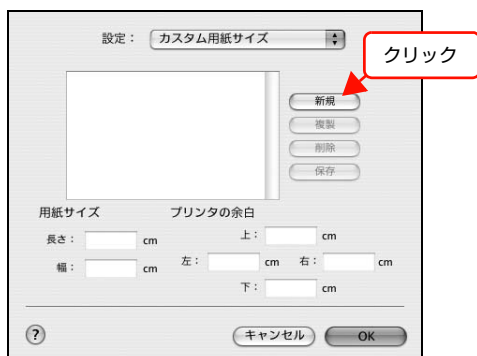 設定： カスタム用紙サイズ
クリック
新規
複製
削除
保存
用紙サイズ
プリンタの余白
長さ： cm
上： cm
幅： cm
左： cm 右： cm
下： cm
? キャンセル OK